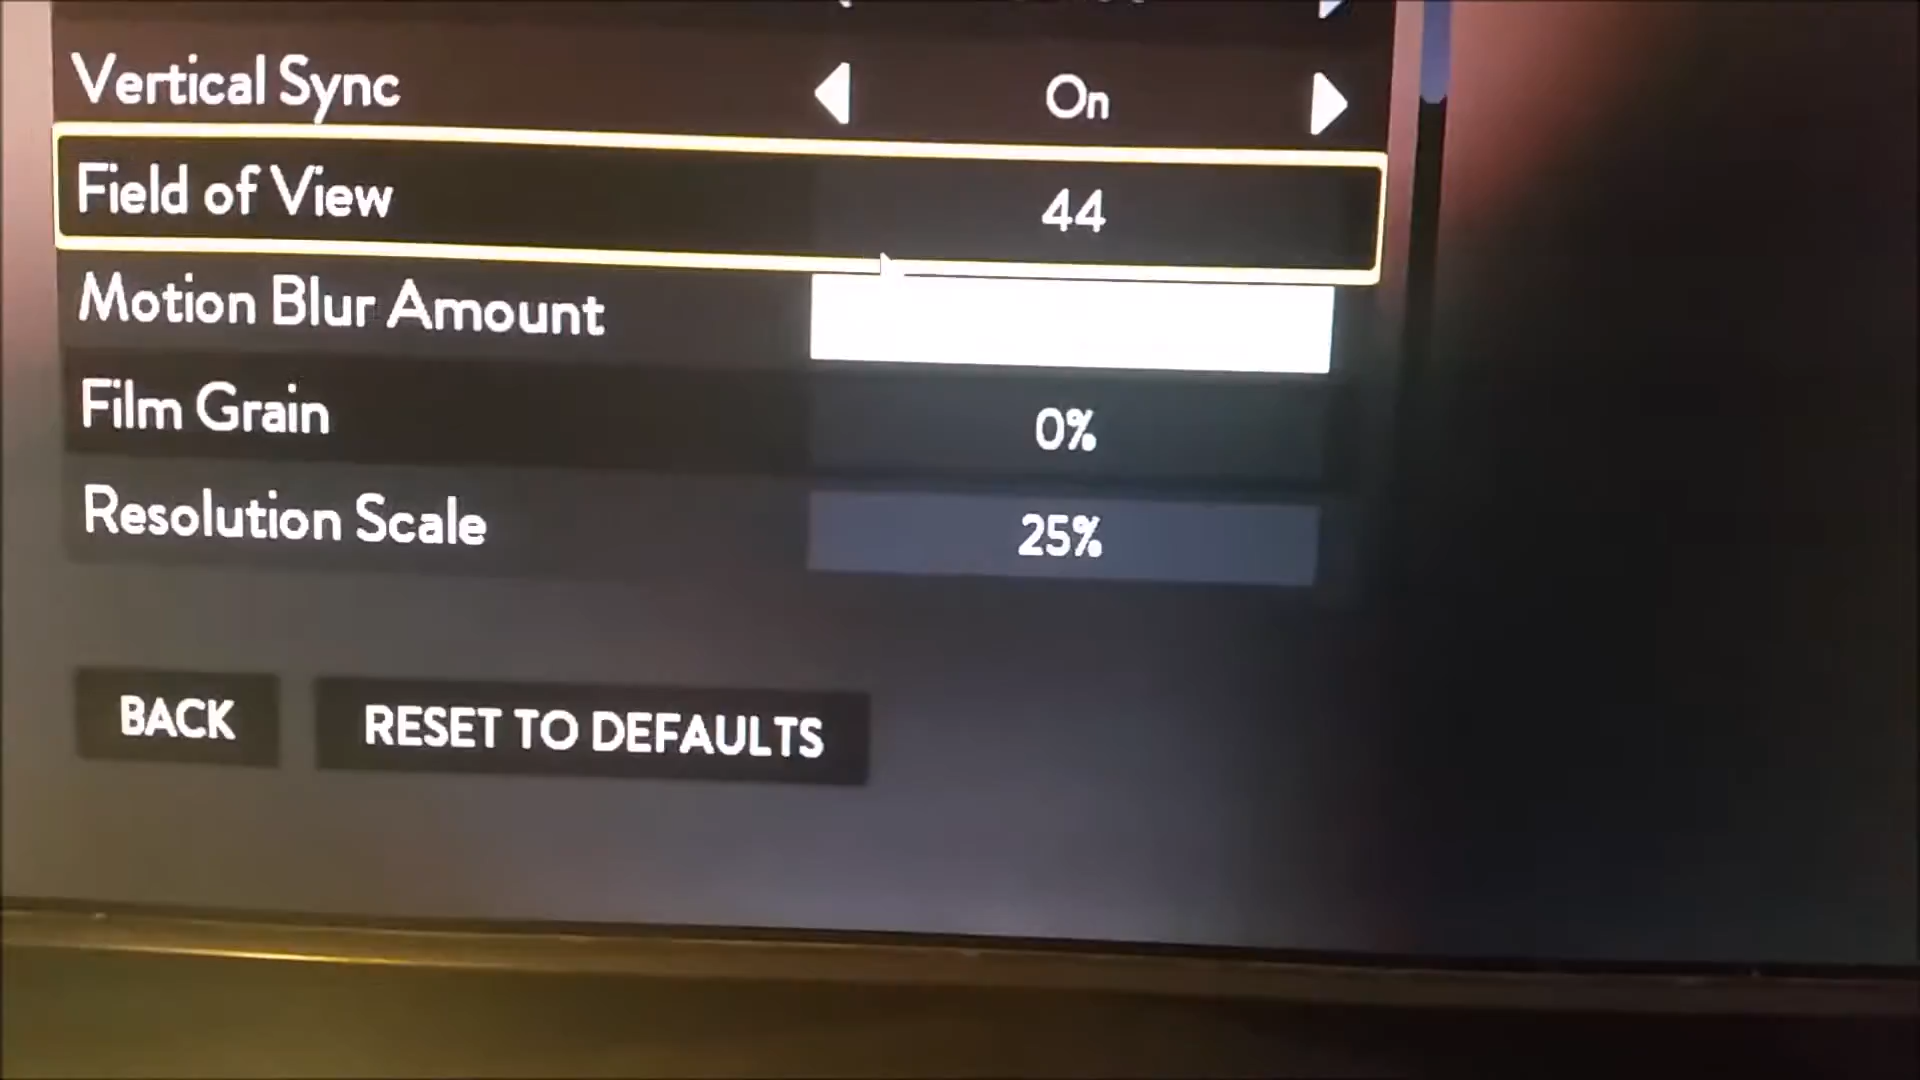 Vertical Sync On
Field of View 44
Motion Blur Amount
Film Grain 0%
Resolution Scale 25%
BACK RESET TO DEFAULTS